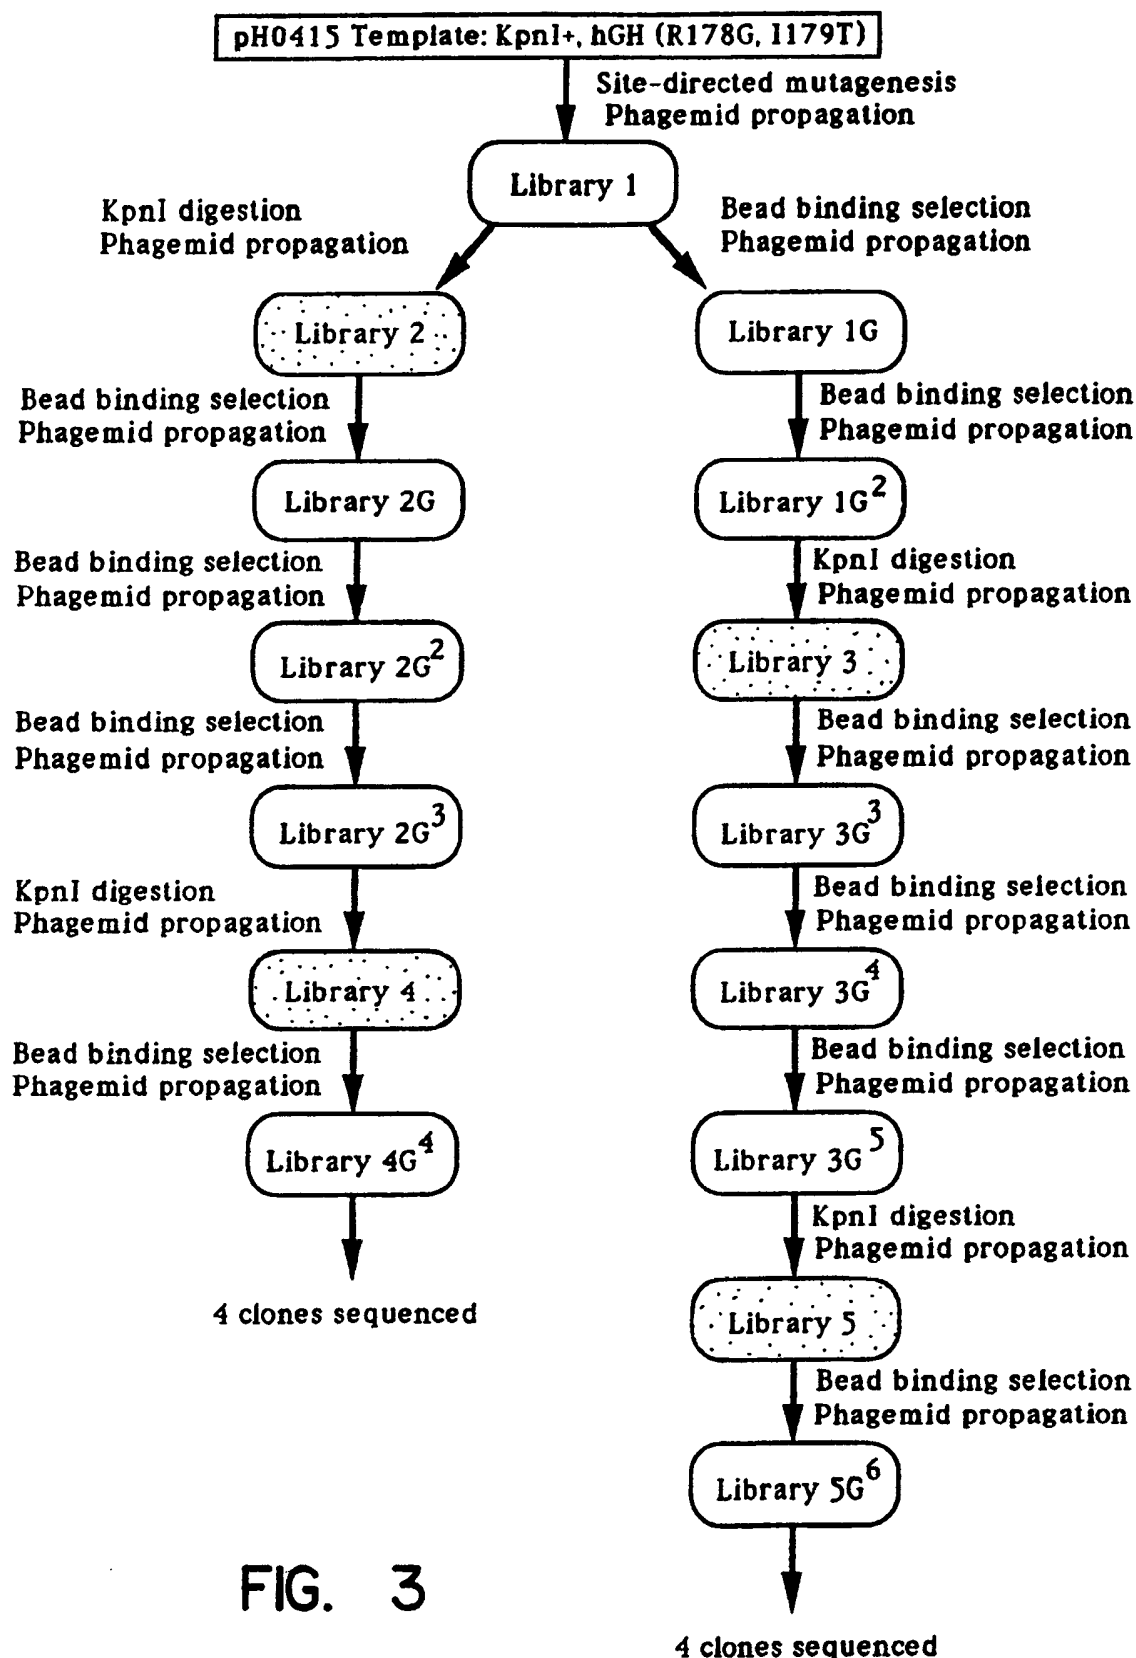 pH0415 Template: KpnI+, hGH (R178G, I179T)
Site-directed mutagenesis
Phagemid propagation
Library 1
KpnI digestion
Phagemid propagation
Bead binding selection
Phagemid propagation
Library 2
Library 1G
Bead binding selection
Phagemid propagation
Bead binding selection
Phagemid propagation
Library 2G
Library 1G²
Bead binding selection
Phagemid propagation
KpnI digestion
Phagemid propagation
Library 2G²
Library 3
Bead binding selection
Phagemid propagation
Bead binding selection
Phagemid propagation
Library 2G³
Library 3G³
KpnI digestion
Phagemid propagation
Bead binding selection
Phagemid propagation
Library 4
Library 3G⁴
Bead binding selection
Phagemid propagation
Bead binding selection
Phagemid propagation
Library 4G⁴
Library 3G⁵
KpnI digestion
Phagemid propagation
4 clones sequenced
Library 5
Bead binding selection
Phagemid propagation
Library 5G⁶
FIG. 3
4 clones sequenced